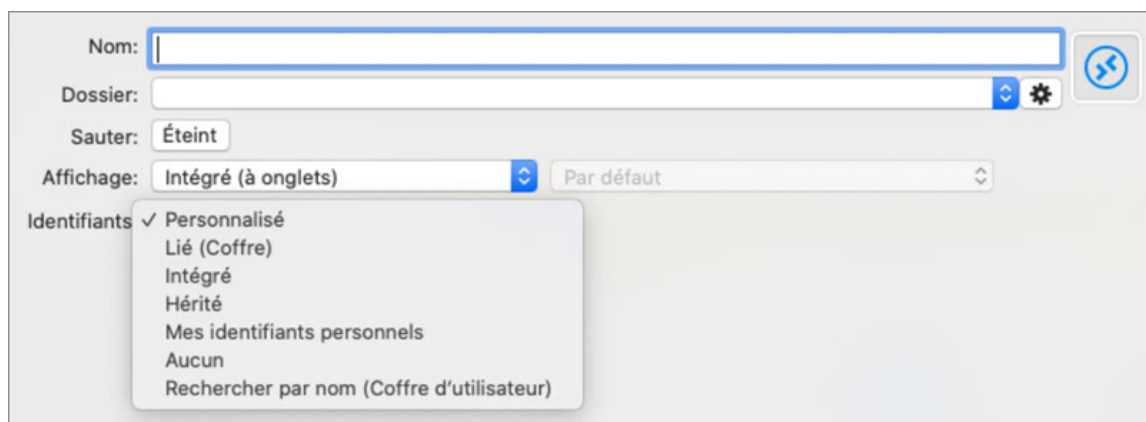 Nom:
Dossier:
Sauter: Éteint
Affichage: Intégré (à onglets) Par défaut
Identifiants ✓ Personnalisé
Lié (Coffre)
Intégré
Hérité
Mes identifiants personnels
Aucun
Rechercher par nom (Coffre d'utilisateur)